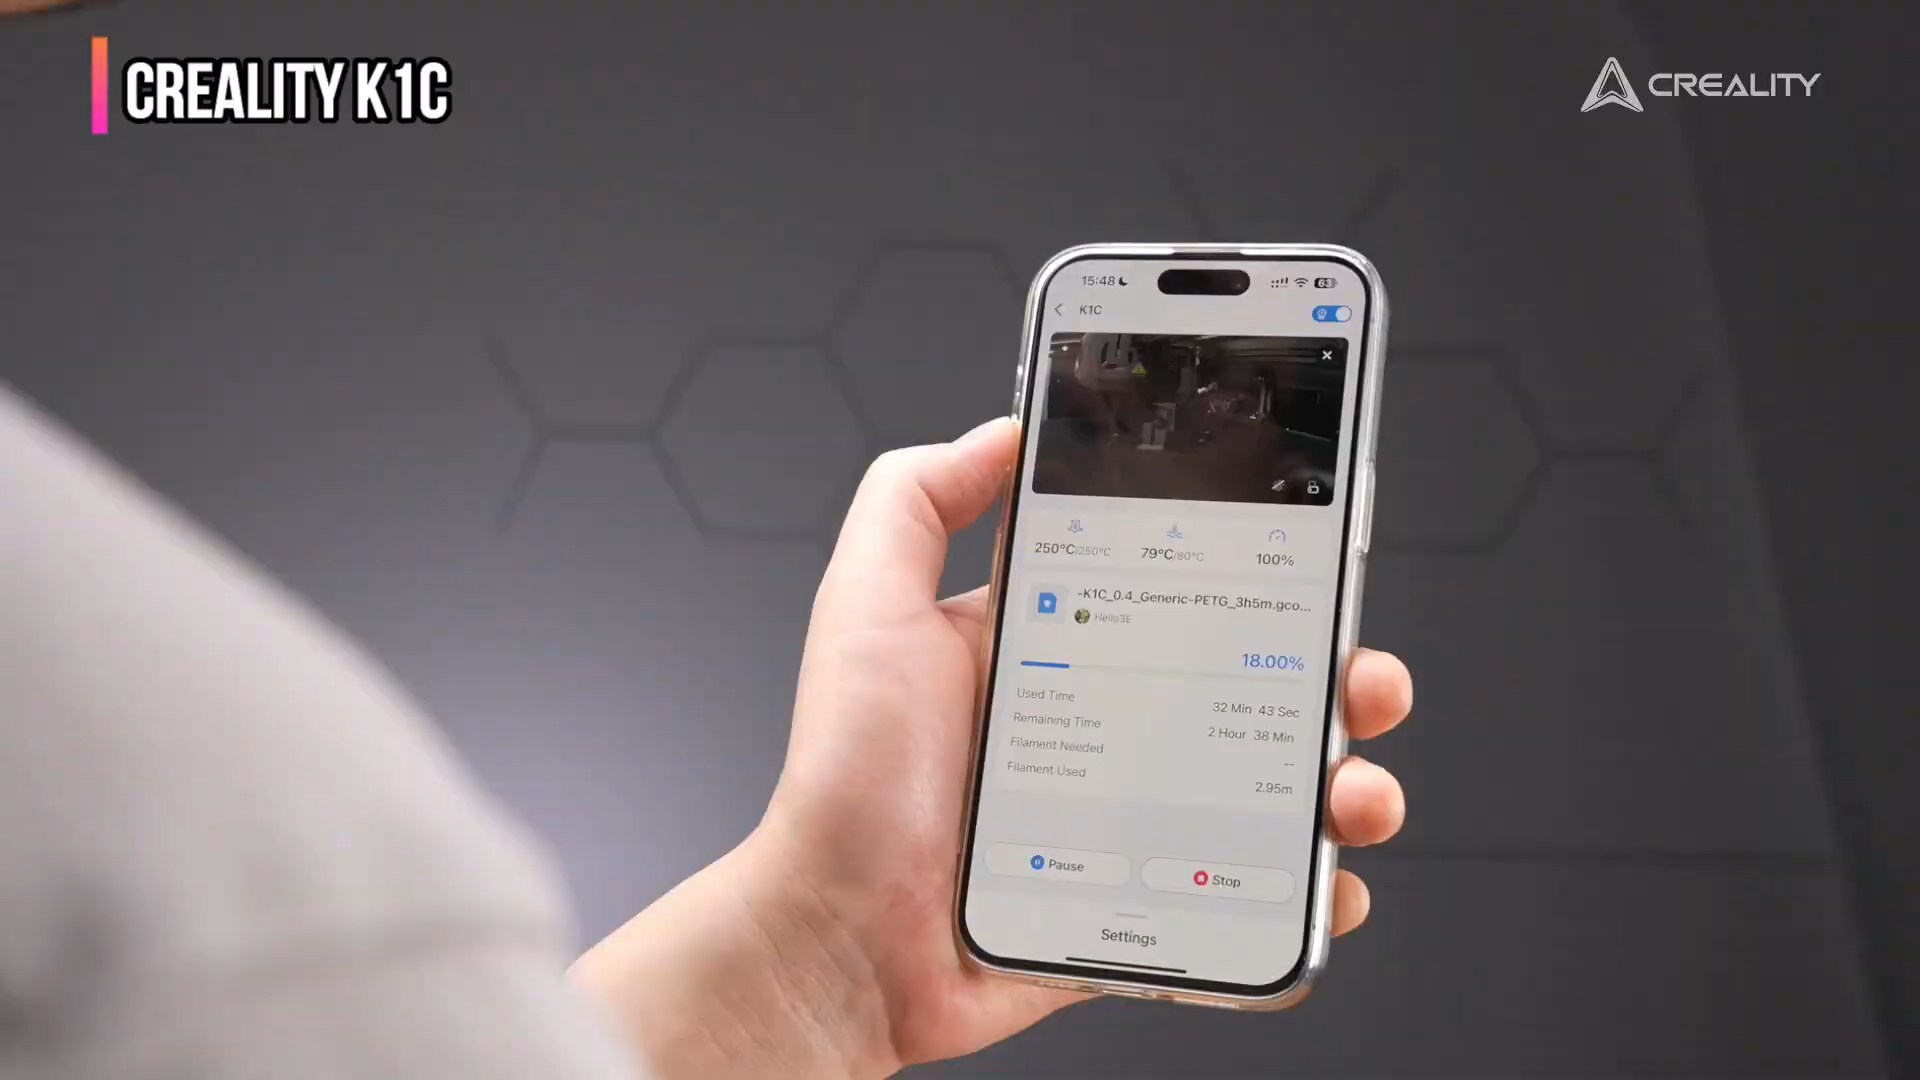 CREALITY K1C
CREALITY
15:48
63
K1C
250°C/250°C
79°C/80°C
100%
-K1C_0.4_Generic-PETG_3h5m.gco...
Hello3E
18.00%
Used Time
32 Min 43 Sec
Remaining Time
2 Hour 38 Min
Filament Needed
--
Filament Used
2.95m
Pause
Stop
Settings